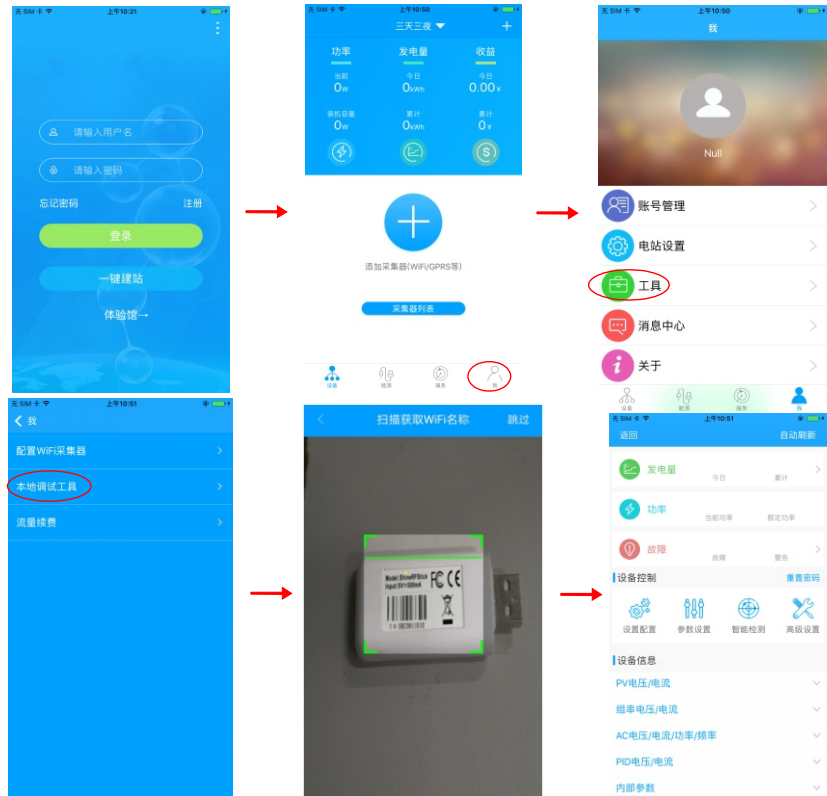 无 SIM 卡
上午10:21
请输入用户名
请输入密码
忘记密码
注册
登录
一键建站
体验馆→
无 SIM 卡
上午10:50
三天三夜
功率
发电量
收益
当前
今日
今日
0w
0kWh
0.00¥
装机容量
累计
累计
0w
0kWh
0¥
添加采集器(WiFi/GPRS等)
采集器列表
设备
能源
服务
我
无 SIM 卡
上午10:50
我
Null
账号管理
电站设置
工具
消息中心
关于
设备
能源
服务
我
无 SIM 卡
上午10:51
我
配置WiFi采集器
本地调试工具
流量续费
扫描获取WiFi名称
跳过
Model:ShineRFStick
Input:5V=1000mA
FC CE
无 SIM 卡
上午10:51
返回
自动刷新
发电量
今日
累计
功率
当前功率
额定功率
故障
故障
警告
设备控制
重置密码
设置配置
参数设置
智能检测
高级设置
设备信息
PV电压/电流
组串电压/电流
AC电压/电流/功率/频率
PID电压/电流
内部参数